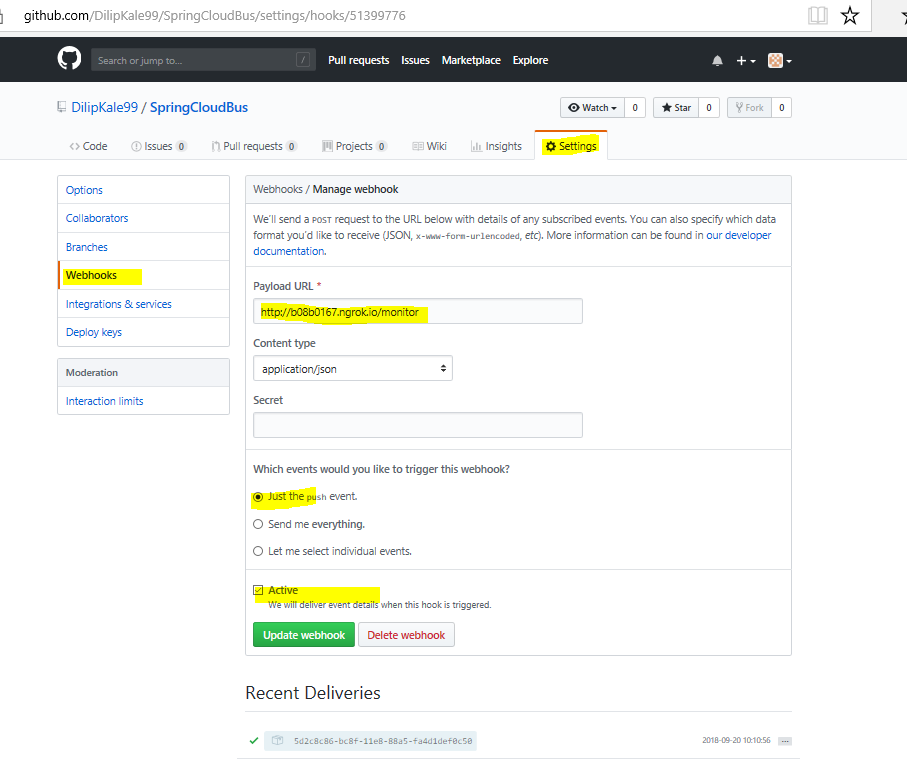 github.com/DilipKale99/SpringCloudBus/settings/hooks/51399776
Search or jump to... / Pull requests Issues Marketplace Explore
DilipKale99 / SpringCloudBus Watch 0 Star 0 Fork 0
Code Issues 0 Pull requests 0 Projects 0 Wiki Insights Settings
Options
Collaborators
Branches
Webhooks
Integrations & services
Deploy keys
Moderation
Interaction limits
Webhooks / Manage webhook
We'll send a POST request to the URL below with details of any subscribed events. You can also specify which data
format you'd like to receive (JSON, x-www-form-urlencoded, etc). More information can be found in our developer
documentation.
Payload URL *
http://b08b0167.ngrok.io/monitor
Content type
application/json
Secret
Which events would you like to trigger this webhook?
Just the push event.
Send me everything.
Let me select individual events.
Active
We will deliver event details when this hook is triggered.
Update webhook Delete webhook
Recent Deliveries
5d2c8c86-bc8f-11e8-88a5-fa4d1def0c50 2018-09-20 10:10:56 ...